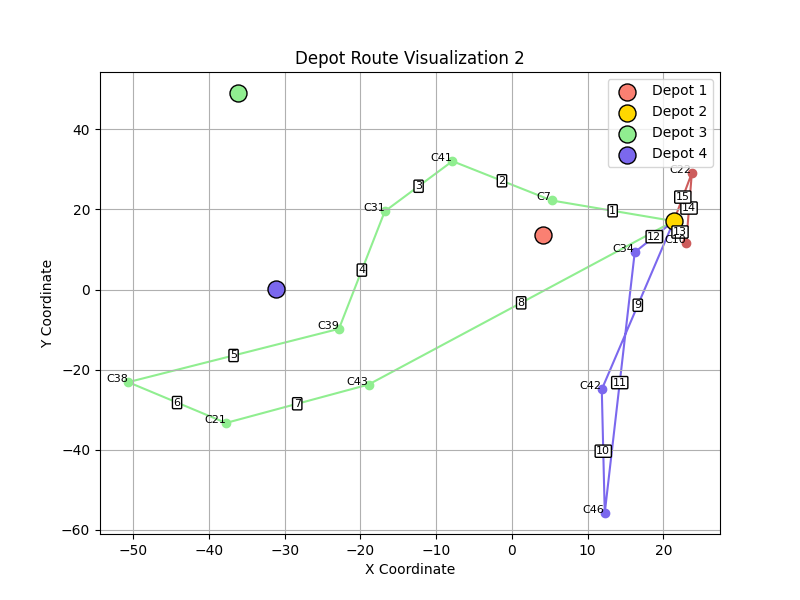 Depot Route Visualization 2
Depot 1
Depot 2
Depot 3
Depot 4
Y Coordinate
40
20
0
−20
−40
−60
C41
C22
C7
C31
C10
C34
C39
C38
C43
C42
C21
C46
1
2
3
4
5
6
7
8
9
10
11
12
13
14
15
−50
−40
−30
−20
−10
0
10
20
X Coordinate